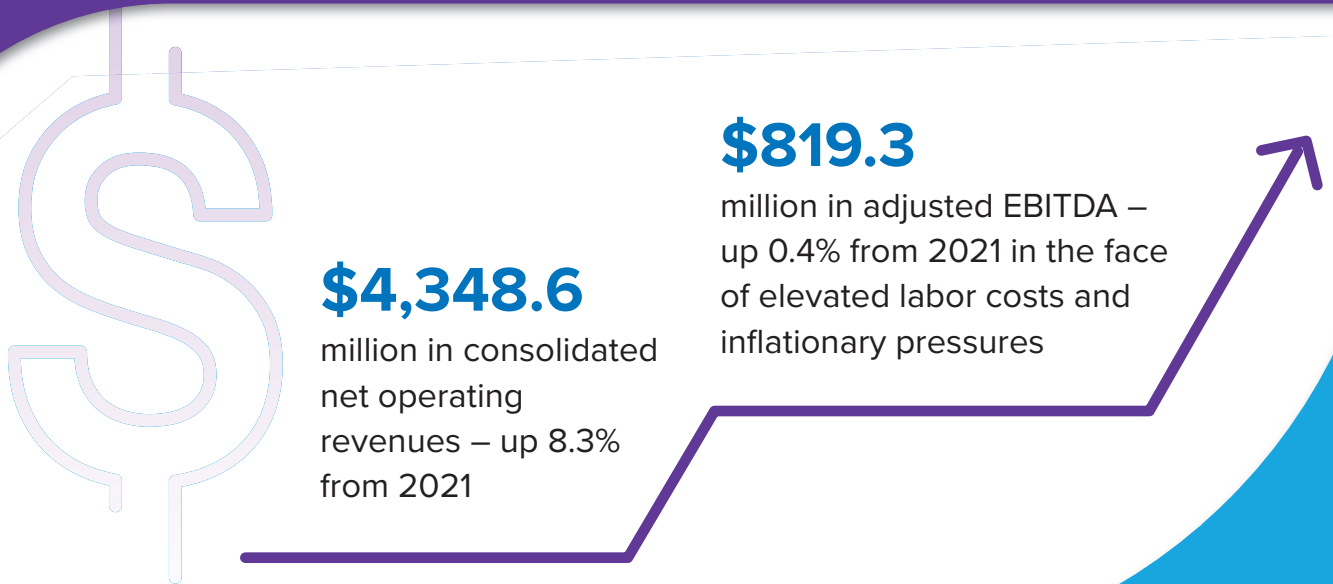 $4,348.6
million in consolidated
net operating
revenues – up 8.3%
from 2021
$819.3
million in adjusted EBITDA –
up 0.4% from 2021 in the face
of elevated labor costs and
inflationary pressures